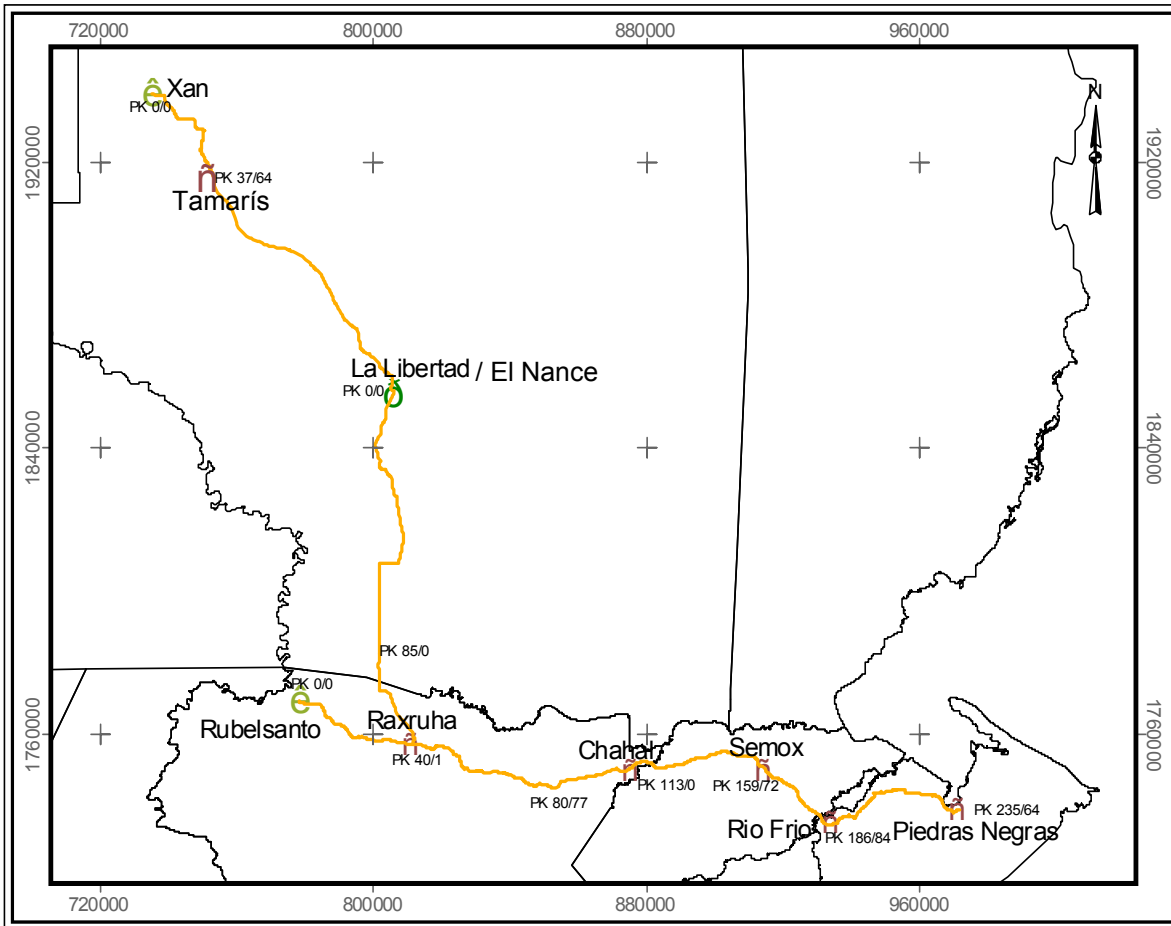 720000 800000 880000 960000
N
ê Xan
PK 0/0
1920000 1920000
ñ PK 37/64
Tamarís
La Libertad / El Nance
PK 0/0 ô
1840000 1840000
PK 85/0
PK 0/0
ê
Rubelsanto
Raxruha
ñ
PK 40/1
1760000 1760000
Chahal
ñ
PK 113/0
Semox
ñ
PK 159/72
PK 80/77
Rio Frio ñ
PK 186/84
ñ PK 235/64
Piedras Negras
720000 800000 880000 960000